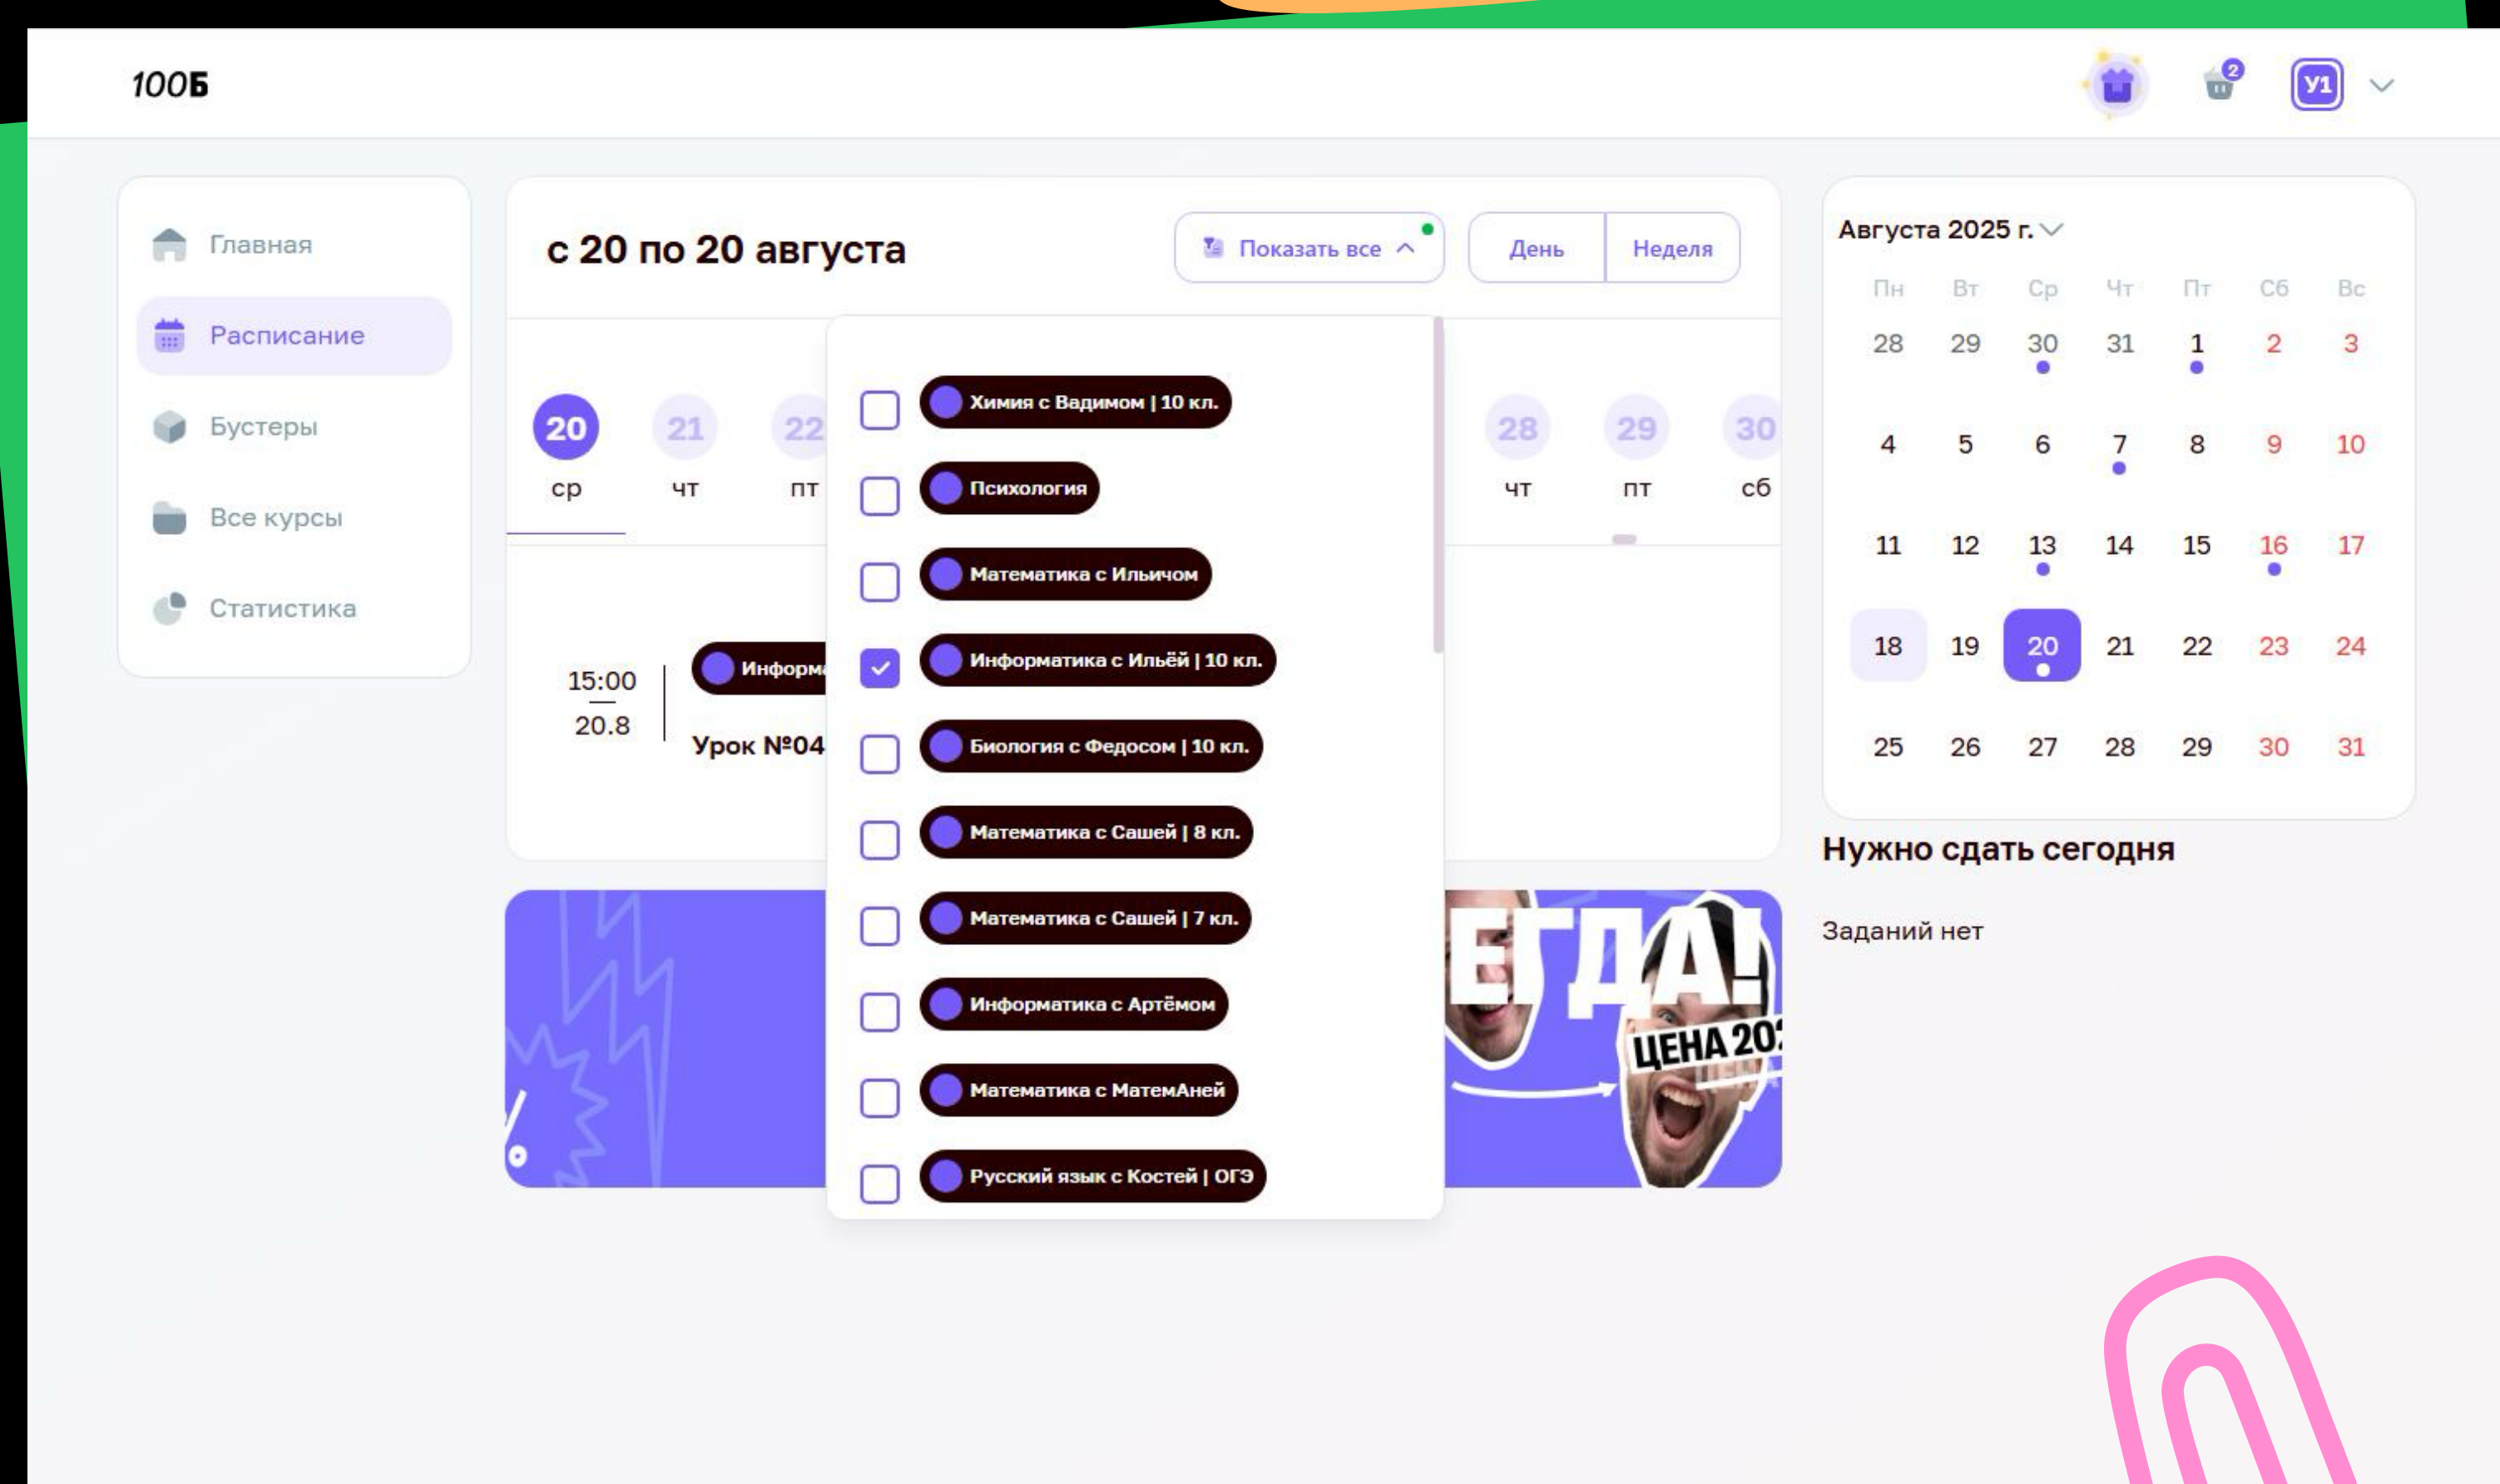 100Б
2
У1
Главная
Расписание
Бустеры
Все курсы
Статистика
с 20 по 20 августа
Показать все
День
Неделя
20 21 22 28 29 30
ср чт пт чт пт сб
15:00
20.8
Информа
Урок №04
Химия с Вадимом | 10 кл.
Психология
Математика с Ильичом
Информатика с Ильёй | 10 кл.
Биология с Федосом | 10 кл.
Математика с Сашей | 8 кл.
Математика с Сашей | 7 кл.
Информатика с Артёмом
Математика с МатемАней
Русский язык с Костей | ОГЭ
%
ЕГДА!
ЦЕНА 202
Августа 2025 г.
Пн Вт Ср Чт Пт Сб Вс
28 29 30 31 1 2 3
4 5 6 7 8 9 10
11 12 13 14 15 16 17
18 19 20 21 22 23 24
25 26 27 28 29 30 31
Нужно сдать сегодня
Заданий нет